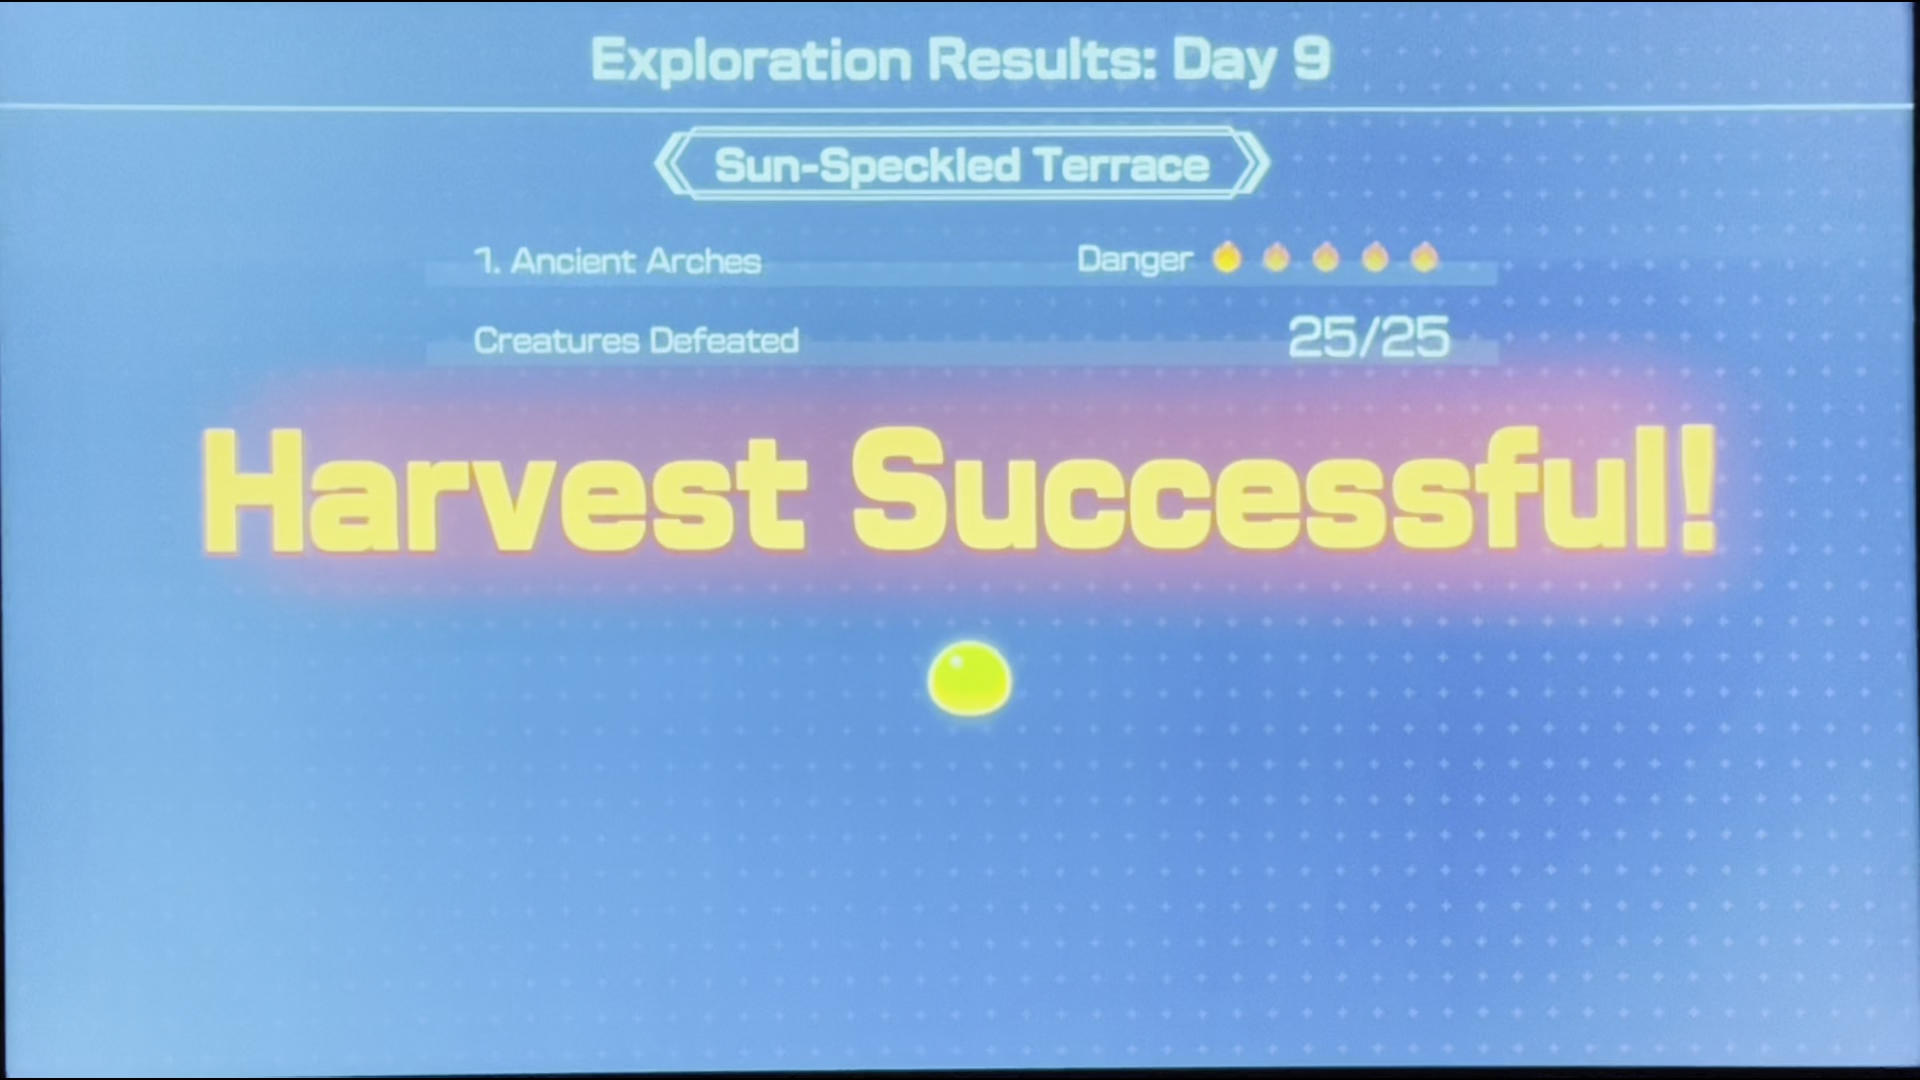 Exploration Results: Day 9
Sun-Speckled Terrace
1. Ancient Arches Danger
Creatures Defeated 25/25
Harvest Successful!